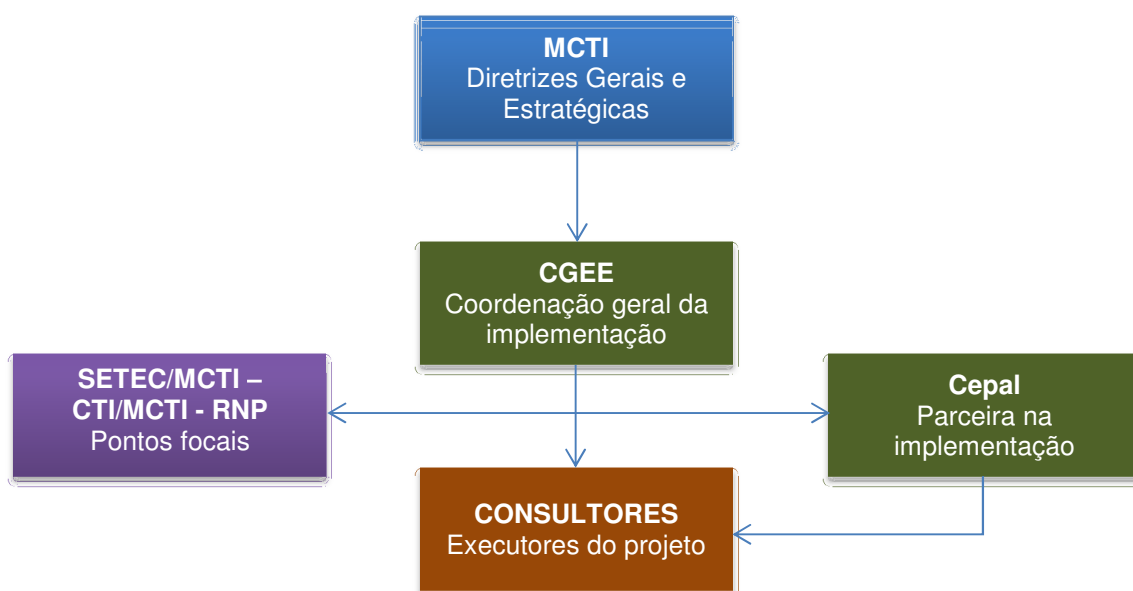 MCTI
Diretrizes Gerais e
Estratégicas
CGEE
Coordenação geral da
implementação
SETEC/MCTI –
CTI/MCTI - RNP
Pontos focais
Cepal
Parceira na
implementação
CONSULTORES
Executores do projeto